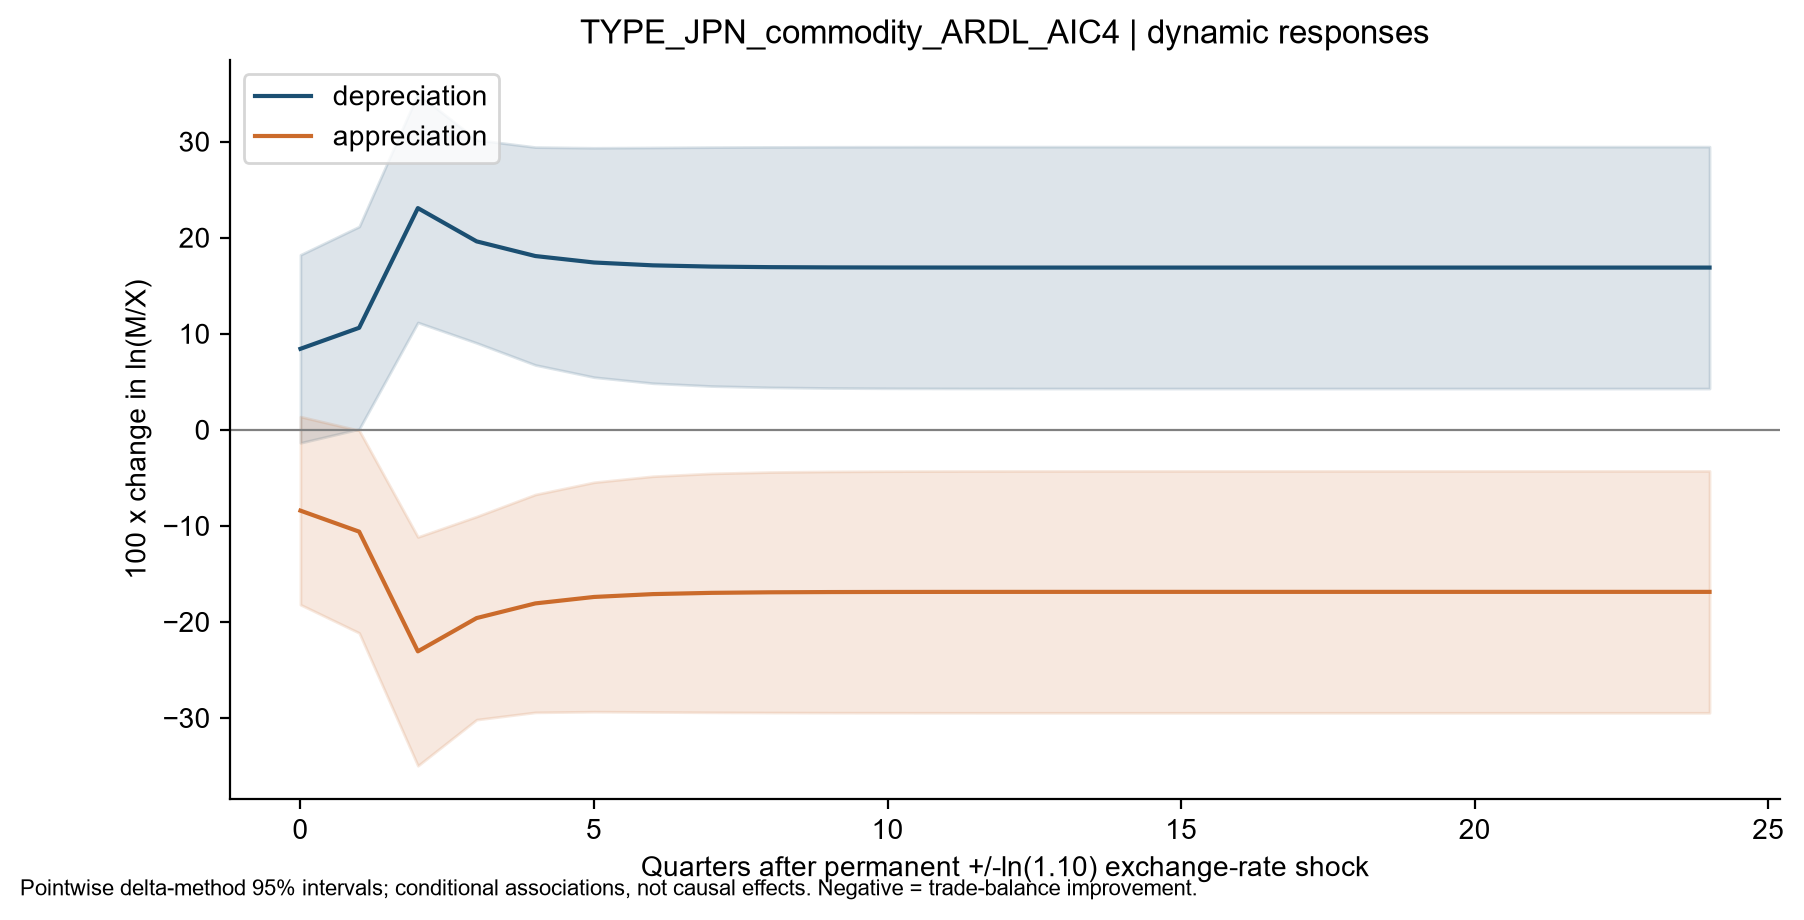 TYPE_JPN_commodity_ARDL_AIC4 | dynamic responses
depreciation
appreciation
100 x change in ln(M/X)
30
20
10
0
−10
−20
−30
0 5 10 15 20 25
Quarters after permanent +/-ln(1.10) exchange-rate shock
Pointwise delta-method 95% intervals; conditional associations, not causal effects. Negative = trade-balance improvement.